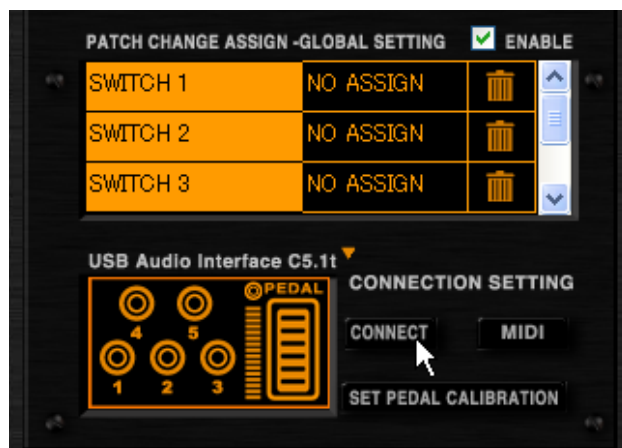 PATCH CHANGE ASSIGN -GLOBAL SETTING ENABLE
SWITCH 1 NO ASSIGN
SWITCH 2 NO ASSIGN
SWITCH 3 NO ASSIGN
USB Audio Interface C5.1t
CONNECTION SETTING
PEDAL
4 5
CONNECT MIDI
1 2 3
SET PEDAL CALIBRATION